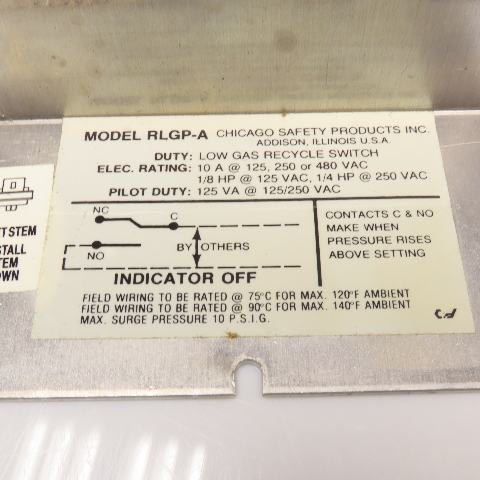 MODEL RLGP-A CHICAGO SAFETY PRODUCTS INC.
ADDISON, ILLINOIS U.S.A.
DUTY: LOW GAS RECYCLE SWITCH
ELEC. RATING: 10 A @ 125, 250 or 480 VAC
1/8 HP @ 125 VAC, 1/4 HP @ 250 VAC
PILOT DUTY: 125 VA @ 125/250 VAC
NC
C
NO
BY OTHERS
INDICATOR OFF
CONTACTS C & NO
MAKE WHEN
PRESSURE RISES
ABOVE SETTING
FIELD WIRING TO BE RATED @ 75°C FOR MAX. 120°F AMBIENT
FIELD WIRING TO BE RATED @ 90°C FOR MAX. 140°F AMBIENT
MAX. SURGE PRESSURE 10 P.S.I.G.
STEM